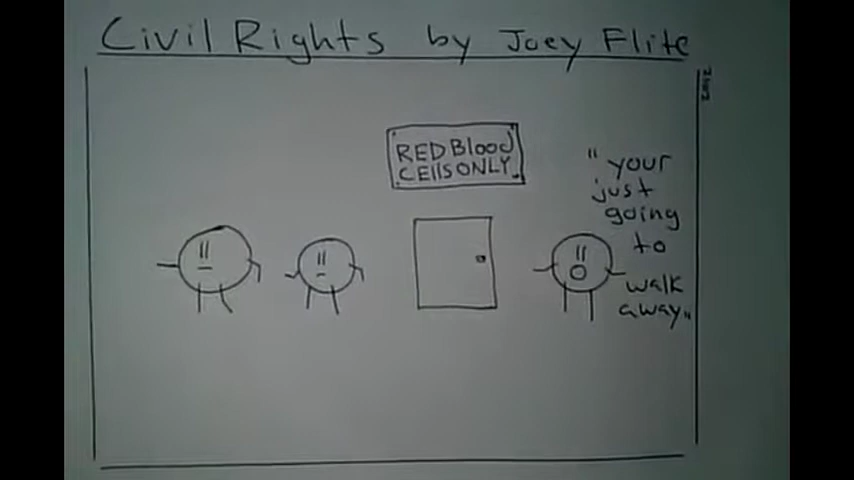 Civil Rights by Joey Flite
RED Blood
CEllS ONLY.
"your
just
going
to
walk
away"